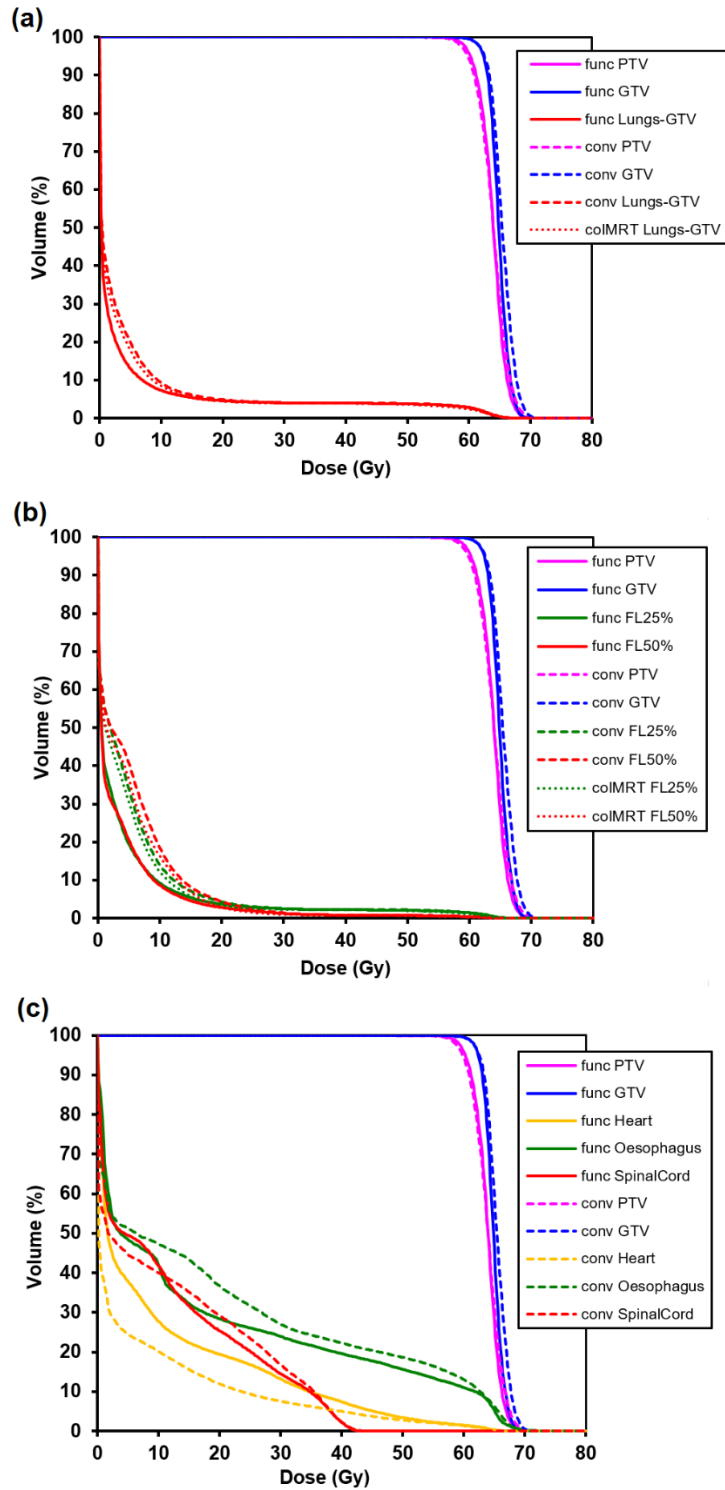 (a)
100
90
80
70
60
50
40
30
20
10
0
Volume (%)
0 10 20 30 40 50 60 70 80
Dose (Gy)
func PTV
func GTV
func Lungs-GTV
conv PTV
conv GTV
conv Lungs-GTV
colMRT Lungs-GTV
(b)
100
90
80
70
60
50
40
30
20
10
0
Volume (%)
0 10 20 30 40 50 60 70 80
Dose (Gy)
func PTV
func GTV
func FL25%
func FL50%
conv PTV
conv GTV
conv FL25%
conv FL50%
colMRT FL25%
colMRT FL50%
(c)
100
90
80
70
60
50
40
30
20
10
0
Volume (%)
0 10 20 30 40 50 60 70 80
Dose (Gy)
func PTV
func GTV
func Heart
func Oesophagus
func SpinalCord
conv PTV
conv GTV
conv Heart
conv Oesophagus
conv SpinalCord